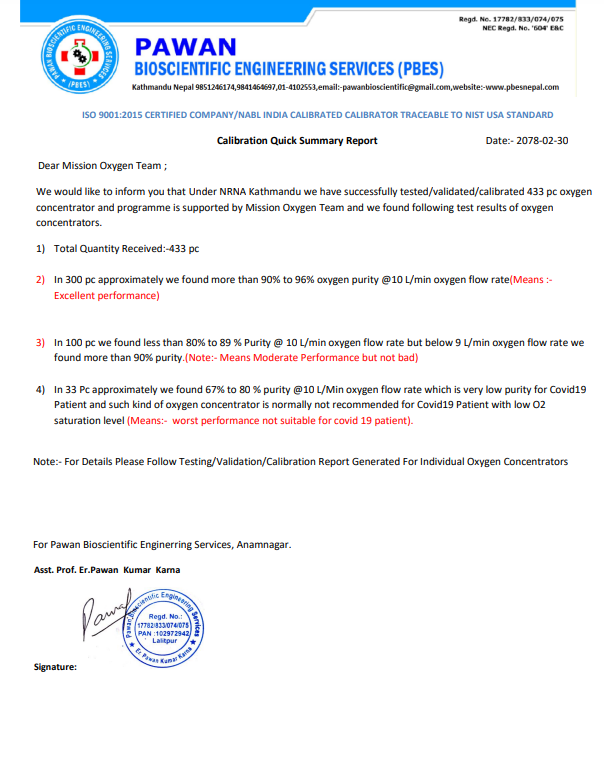 Regd. No. 17782/833/074/075
NEC Regd. No. '604' E&C
PAWAN BIOSCIENTIFIC ENGINEERING SERVICES
(PBES)
PAWAN
BIOSCIENTIFIC ENGINEERING SERVICES (PBES)
Kathmandu Nepal 9851246174,9841464697,01-4102553,email:-pawanbioscientific@gmail.com,website:-www.pbesnepal.com
ISO 9001:2015 CERTIFIED COMPANY/NABL INDIA CALIBRATED CALIBRATOR TRACEABLE TO NIST USA STANDARD
Calibration Quick Summary Report Date:- 2078-02-30
Dear Mission Oxygen Team ;
We would like to inform you that Under NRNA Kathmandu we have successfully tested/validated/calibrated 433 pc oxygen
concentrator and programme is supported by Mission Oxygen Team and we found following test results of oxygen
concentrators.
1) Total Quantity Received:-433 pc
2) In 300 pc approximately we found more than 90% to 96% oxygen purity @10 L/min oxygen flow rate(Means :-
Excellent performance)
3) In 100 pc we found less than 80% to 89 % Purity @ 10 L/min oxygen flow rate but below 9 L/min oxygen flow rate we
found more than 90% purity.(Note:- Means Moderate Performance but not bad)
4) In 33 Pc approximately we found 67% to 80 % purity @10 L/Min oxygen flow rate which is very low purity for Covid19
Patient and such kind of oxygen concentrator is normally not recommended for Covid19 Patient with low O2
saturation level (Means:- worst performance not suitable for covid 19 patient).
Note:- For Details Please Follow Testing/Validation/Calibration Report Generated For Individual Oxygen Concentrators
For Pawan Bioscientific Enginerring Services, Anamnagar.
Asst. Prof. Er.Pawan Kumar Karna
Pawan Bioscientific Engineering Services
Regd. No.:
17782/833/074/075
PAN :102972942
Lalitpur
Er. Pawan Kumar Karna
Signature: